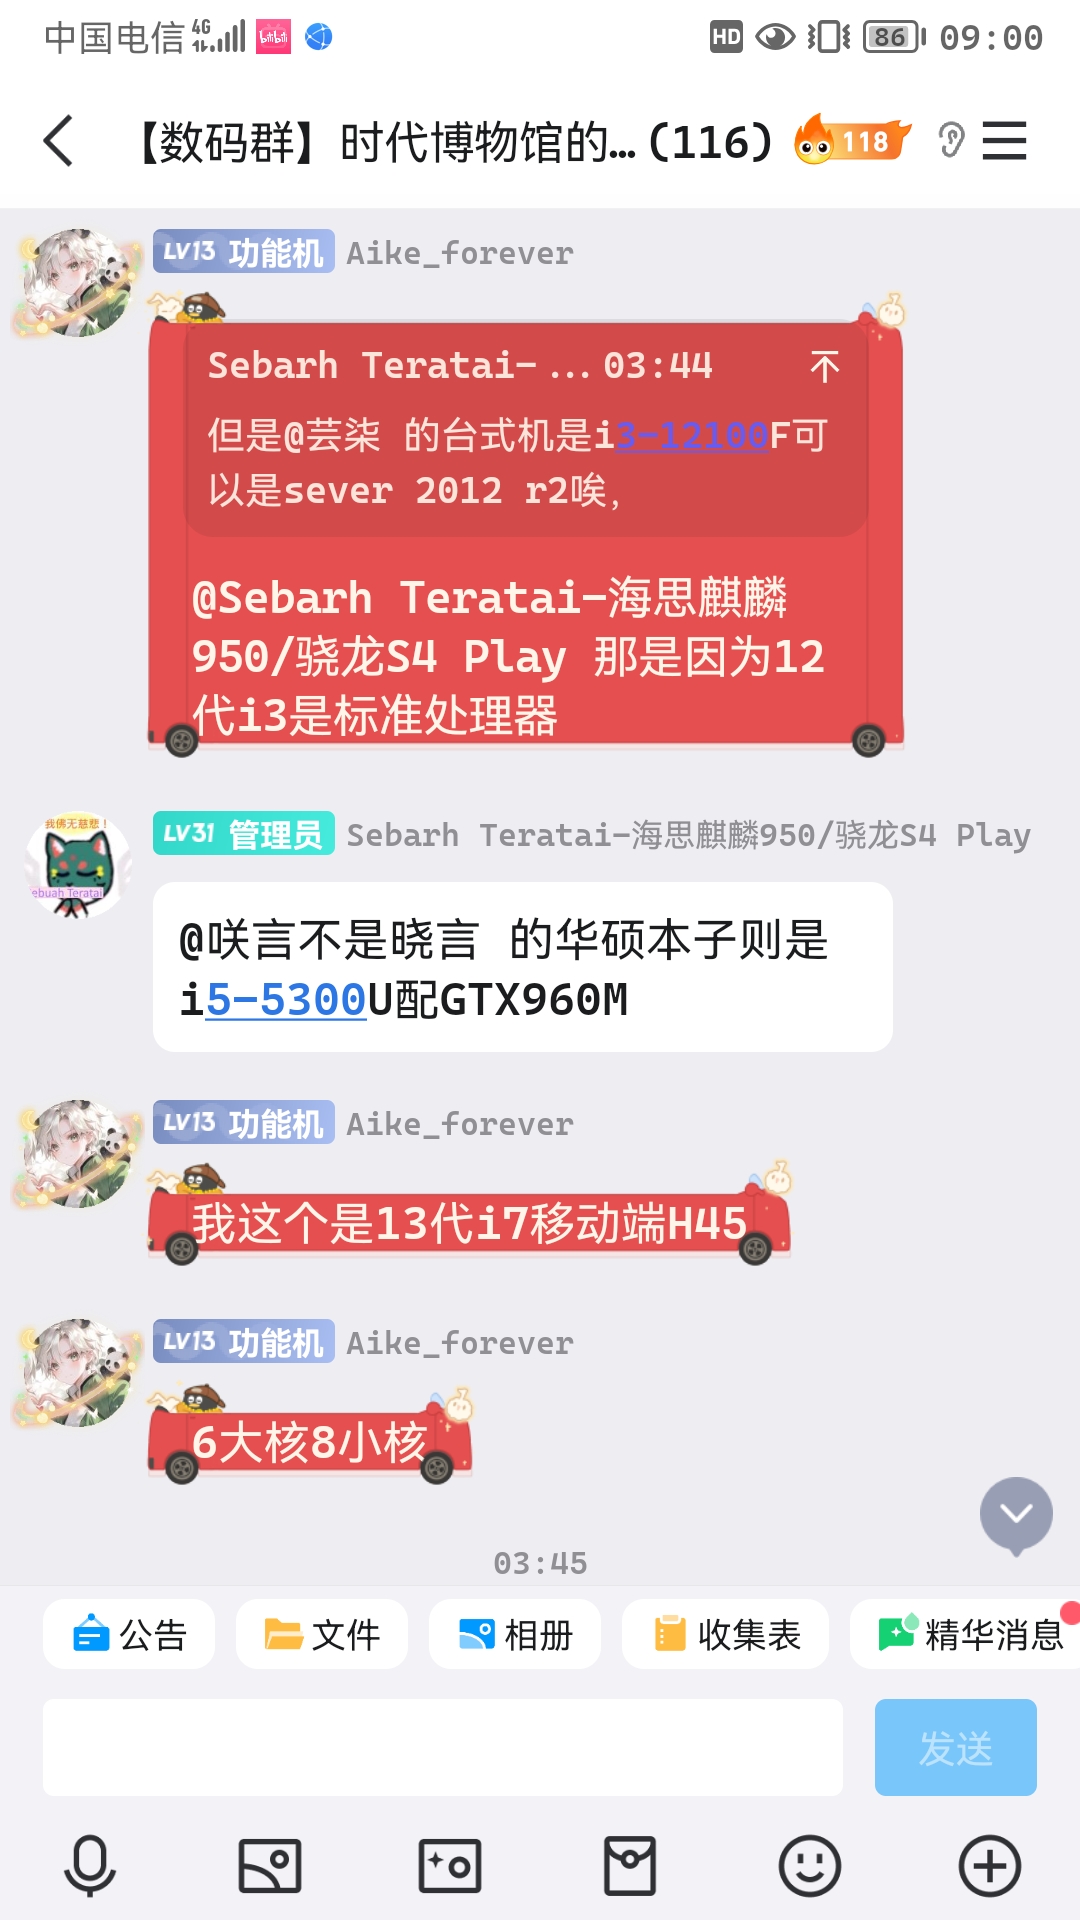 中国电信 4G bilibili HD 86 09:00
【数码群】时代博物馆的...(116) 118
LV13 功能机 Aike_forever
Sebarh Teratai-... 03:44
但是@芸柒 的台式机是i3-12100F可
以是sever 2012 r2唉,
@Sebarh Teratai-海思麒麟
950/骁龙S4 Play 那是因为12
代i3是标准处理器
LV31 管理员 Sebarh Teratai-海思麒麟950/骁龙S4 Play
我佛无慈悲！
ebuah Teratai
@咲言不是晓言 的华硕本子则是
i5-5300U配GTX960M
LV13 功能机 Aike_forever
我这个是13代i7移动端H45
LV13 功能机 Aike_forever
6大核8小核
03:45
公告 文件 相册 收集表 精华消息
发送